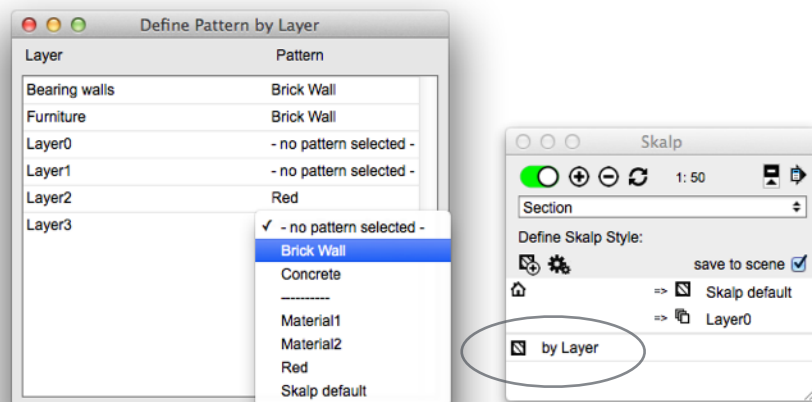 Define Pattern by Layer
Layer Pattern
Bearing walls Brick Wall
Furniture Brick Wall
Layer0 - no pattern selected -
Layer1 - no pattern selected -
Layer2 Red
Layer3
✓ - no pattern selected -
Brick Wall
Concrete
----------
Material1
Material2
Red
Skalp default
Skalp
1: 50
Section
Define Skalp Style:
save to scene
=> Skalp default
=> Layer0
by Layer